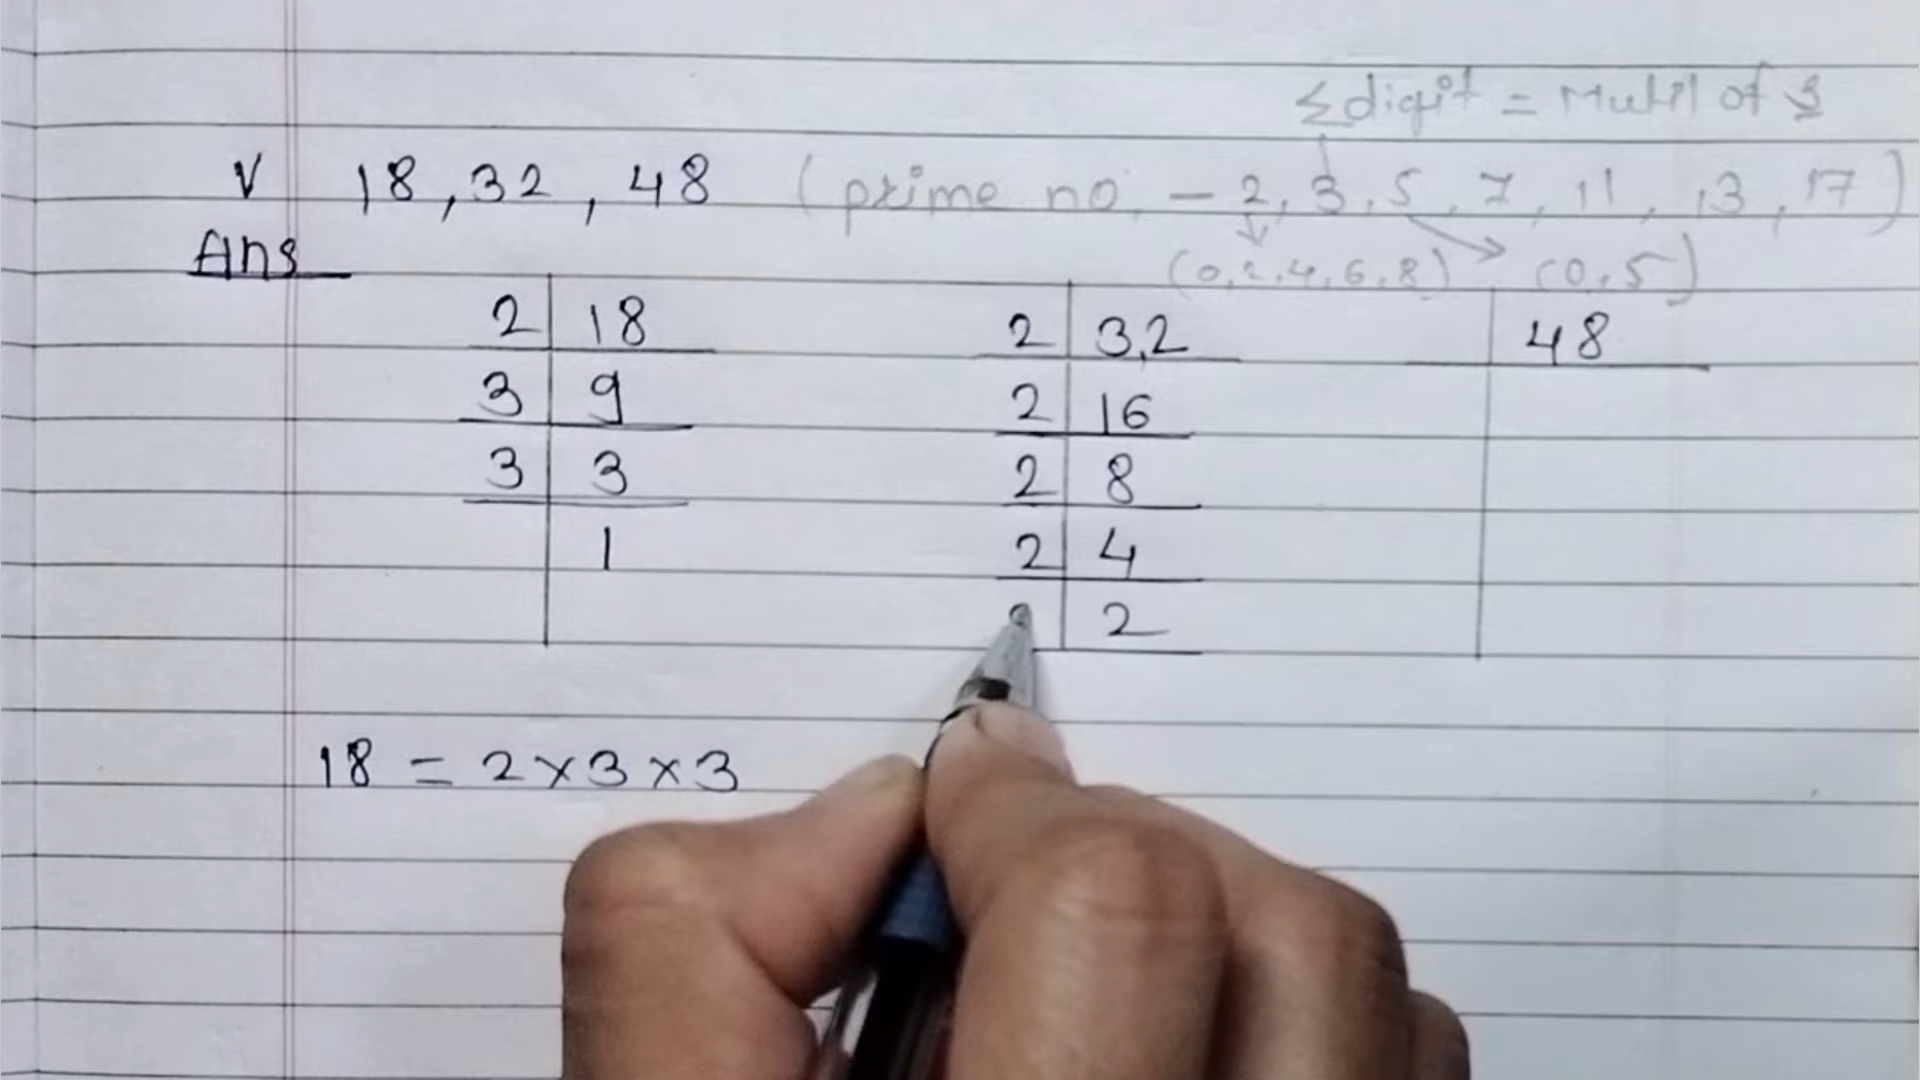 Σdigit = Multi of 3
V 18, 32, 48 (prime no. - 2, 3, 5, 7, 11, 13, 17)
Ans
(0,2,4,6,8) (0,5)
2 18 2 32 48
3 9 2 16
3 3 2 8
1 2 4
2 2
18 = 2×3×3